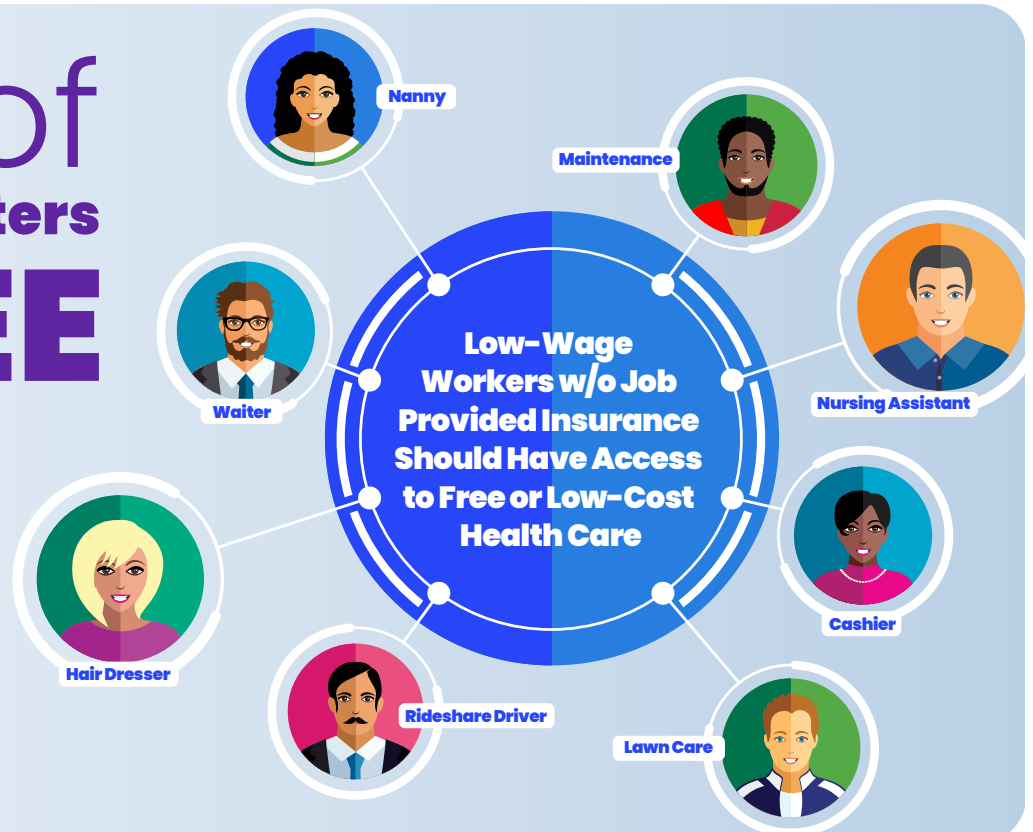 of
ters
EE
Nanny
Maintenance
Waiter
Nursing Assistant
Low-Wage
Workers w/o Job
Provided Insurance
Should Have Access
to Free or Low-Cost
Health Care
Hair Dresser
Cashier
Rideshare Driver
Lawn Care